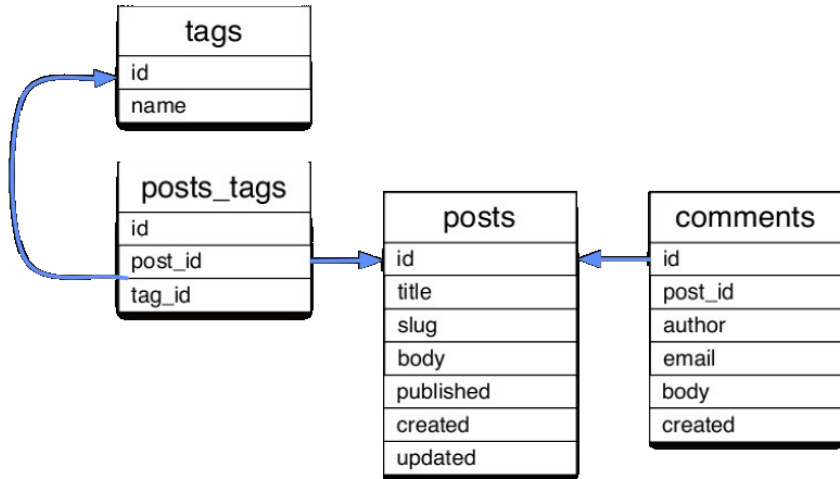 tags
id
name
posts_tags
id
post_id
tag_id
posts
id
title
slug
body
published
created
updated
comments
id
post_id
author
email
body
created